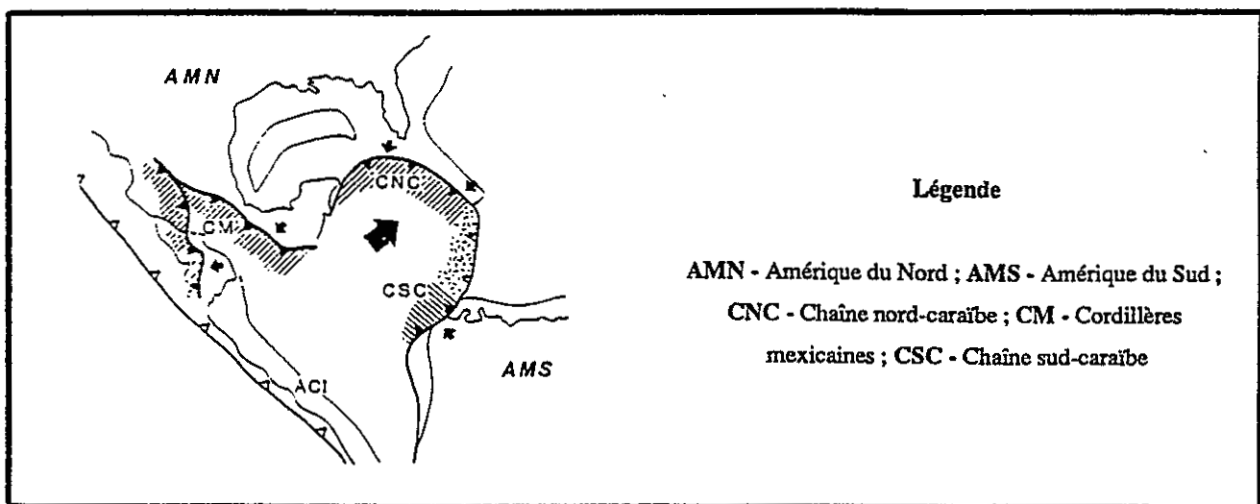 AMN
?
CNC
CM
CSC
ACI
AMS
Légende
AMN - Amérique du Nord ; AMS - Amérique du Sud ;
CNC - Chaîne nord-caraïbe ; CM - Cordillères
mexicaines ; CSC - Chaîne sud-caraïbe